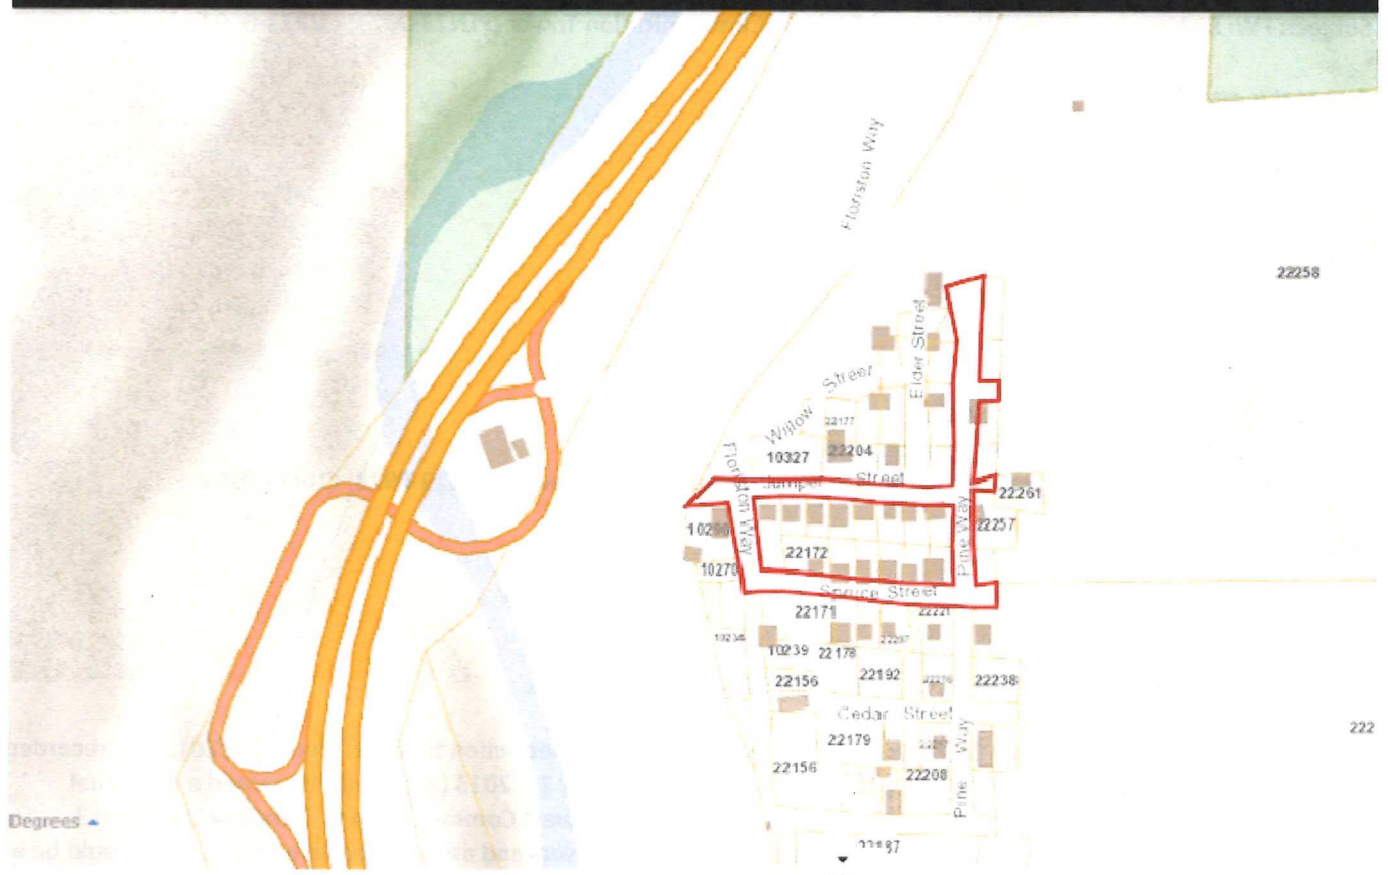 Floriston Way
22258
Elder Street
Willow Street
22177
10327
22204
Floriston Way
Juniper Street
22261
22257
Pine Way
10270
22172
Spruce Street
22171
22221
22207
10239
22178
22156
22192
22238
Cedar Street
22179
Pine Way
222
22156
22208
Degrees